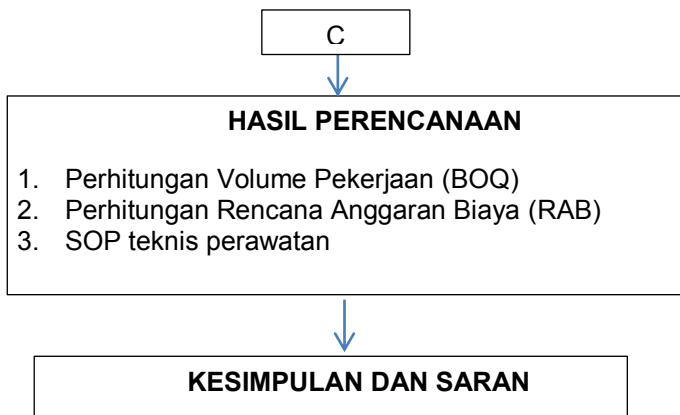 C
HASIL PERENCANAAN
1. Perhitungan Volume Pekerjaan (BOQ)
2. Perhitungan Rencana Anggaran Biaya (RAB)
3. SOP teknis perawatan
KESIMPULAN DAN SARAN